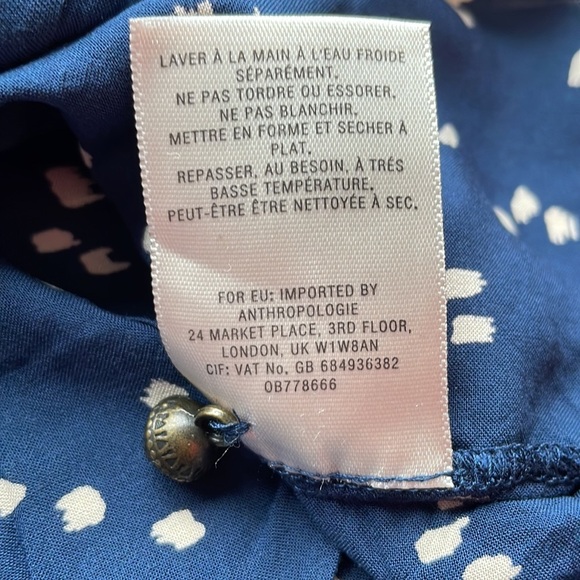 LAVER À LA MAIN À L'EAU FROIDE
SÉPARÉMENT.
NE PAS TORDRE OU ESSORER.
NE PAS BLANCHIR.
METTRE EN FORME ET SECHER À
PLAT.
REPASSER, AU BESOIN, À TRÈS
BASSE TEMPÉRATURE.
PEUT-ÊTRE ÊTRE NETTOYÉE À SEC.
FOR EU: IMPORTED BY
ANTHROPOLOGIE
24 MARKET PLACE, 3RD FLOOR,
LONDON, UK W1W8AN
CIF: VAT No. GB 684936382
OB778666